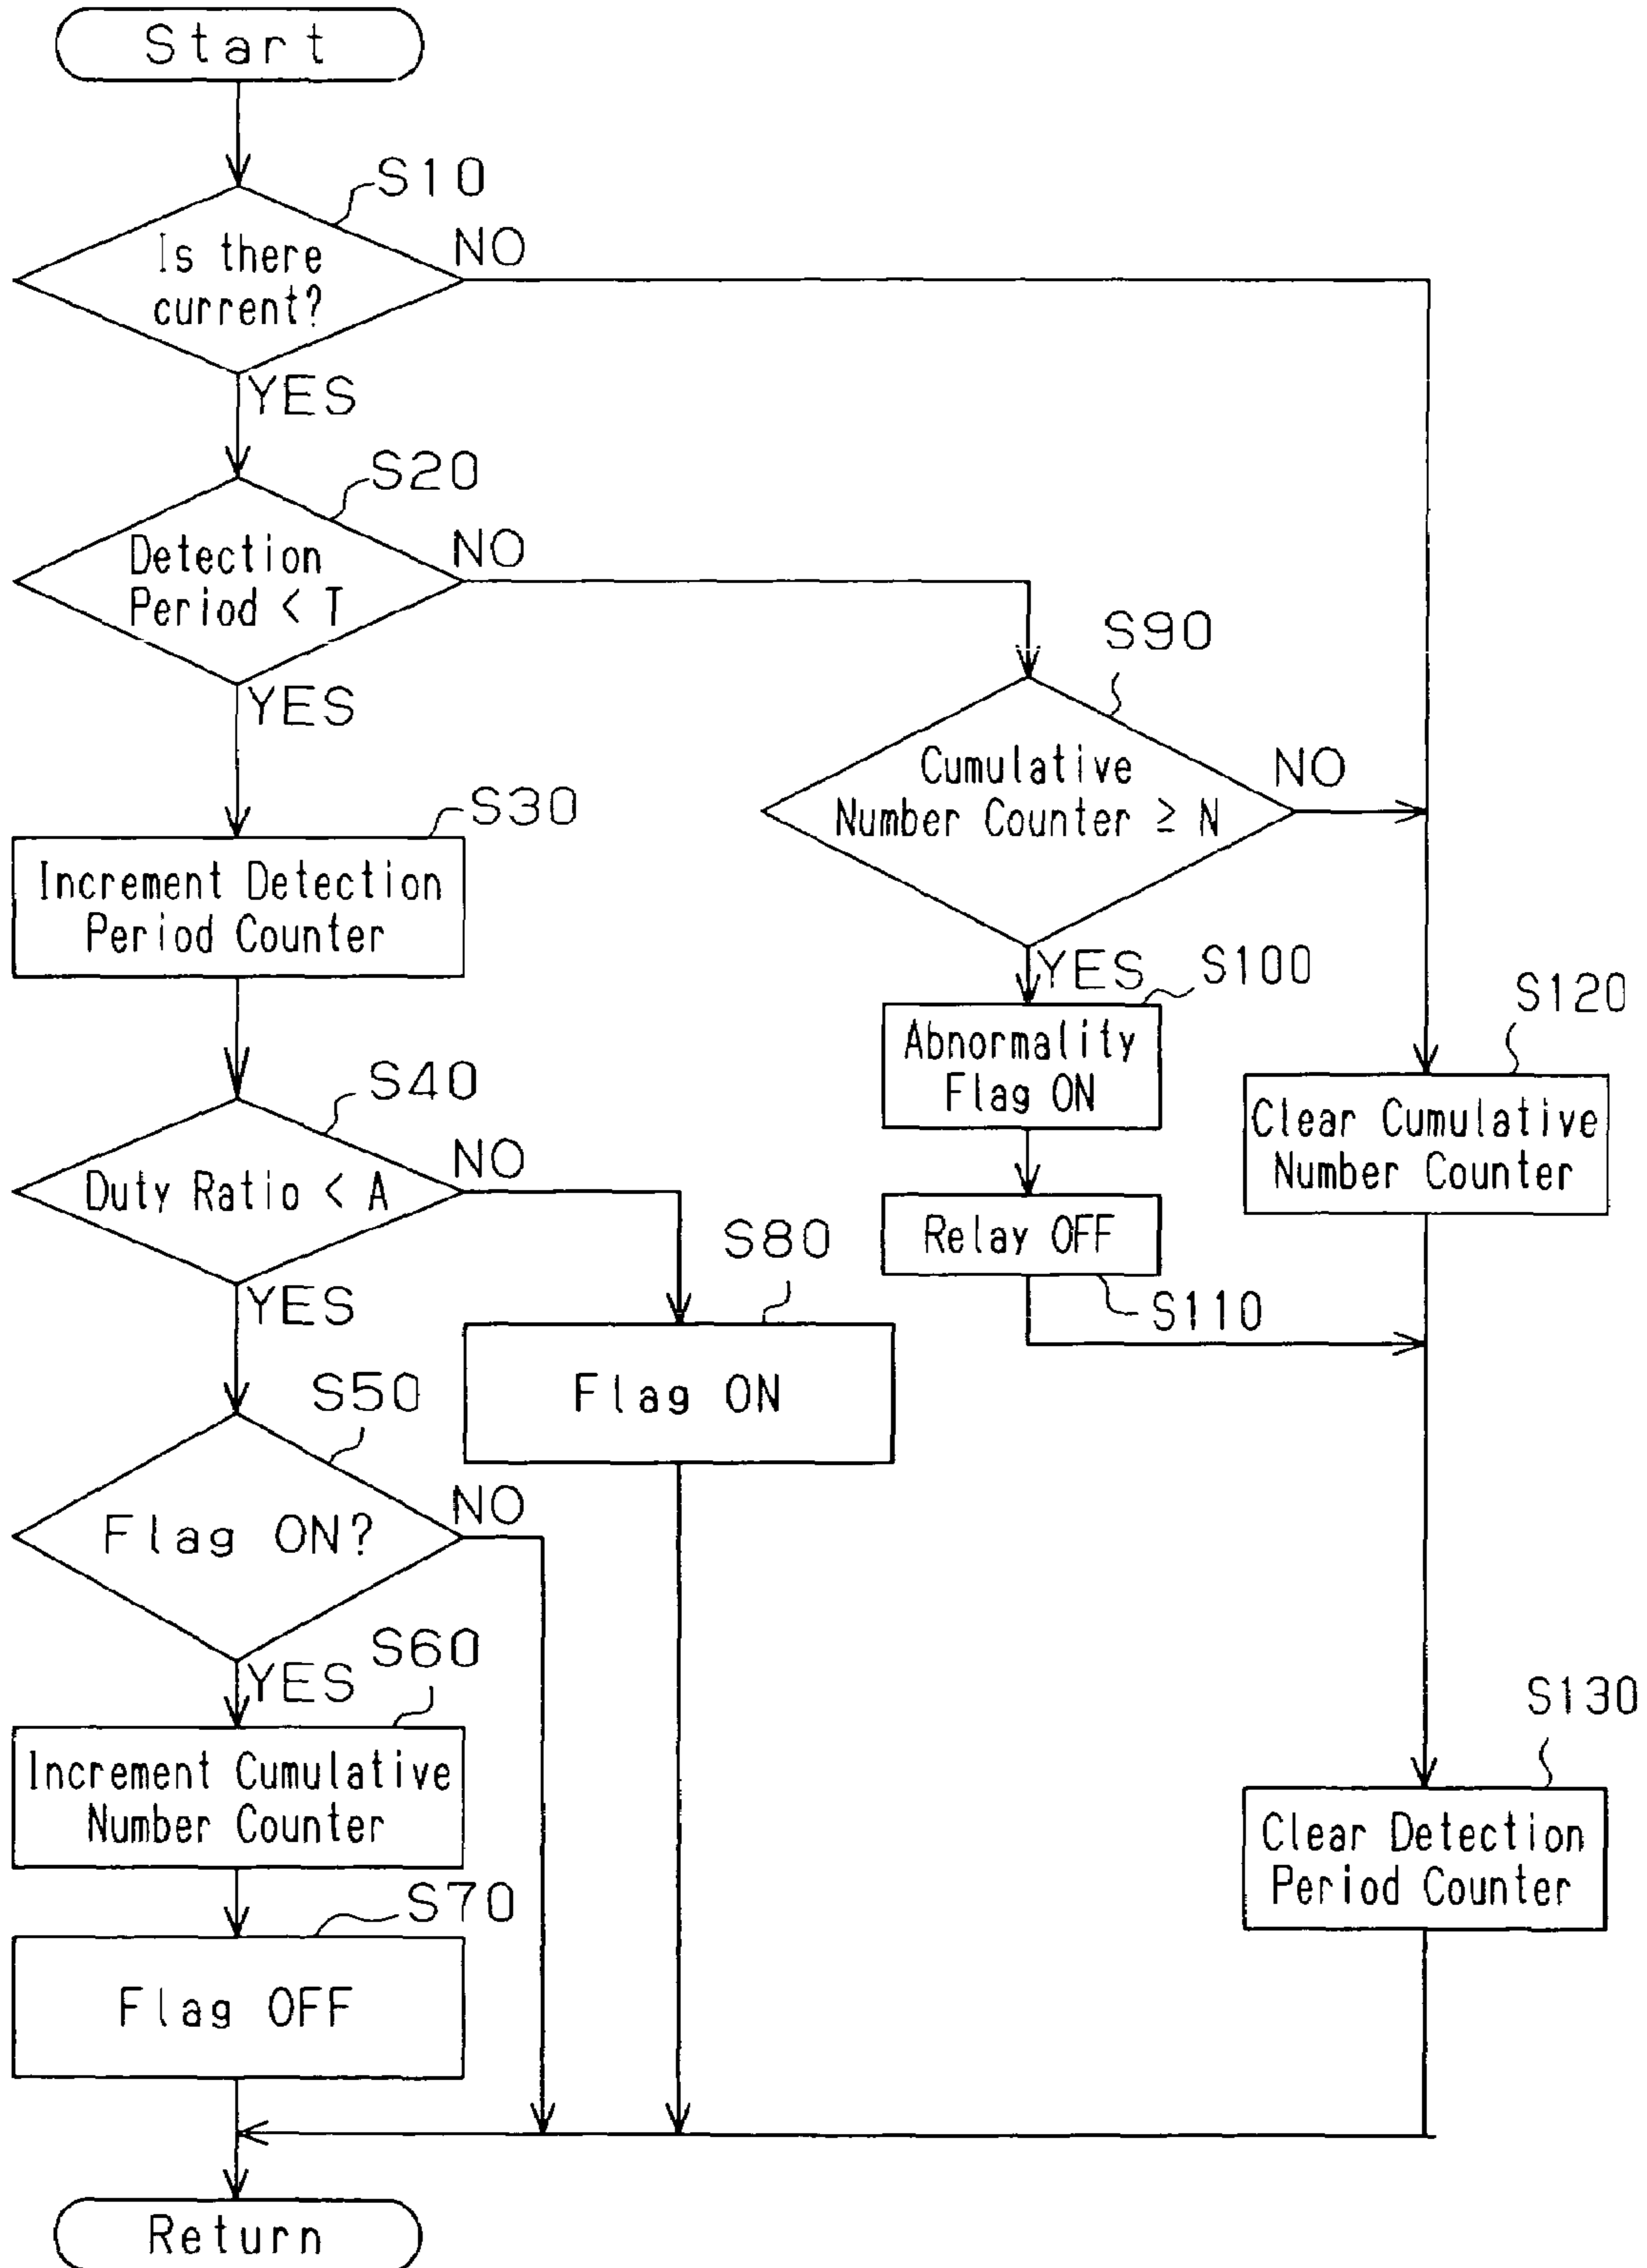 Start
S10
Is there
current?
NO
YES
S20
Detection
Period < T
NO
YES
S90
Cumulative
Number Counter ≥ N
NO
YES
S30
Increment Detection
Period Counter
S100
Abnormality
Flag ON
S120
Clear Cumulative
Number Counter
S40
Duty Ratio < A
NO
YES
S80
Flag ON
Relay OFF
S110
S50
Flag ON?
NO
YES
S60
Increment Cumulative
Number Counter
S130
Clear Detection
Period Counter
S70
Flag OFF
Return